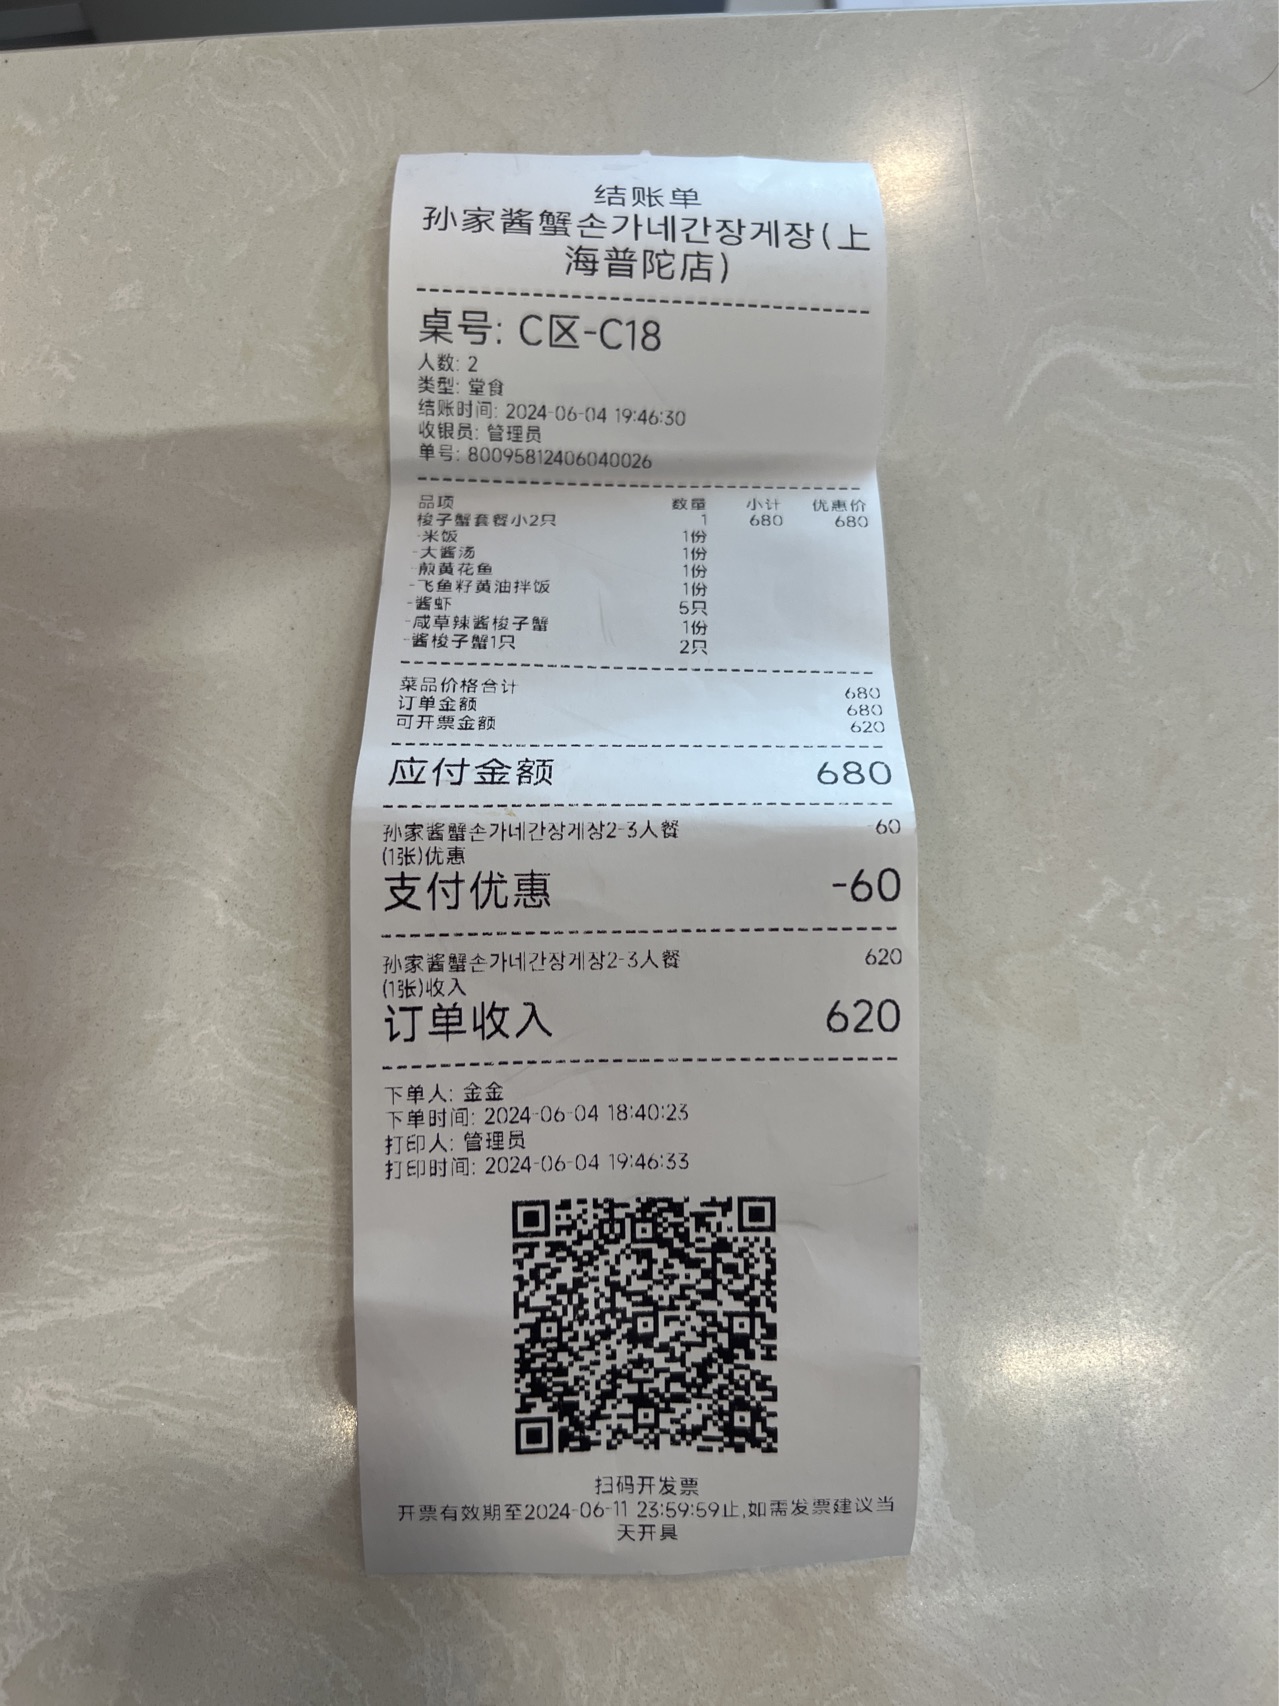 结账单
孙家酱蟹손가네간장게장(上
海普陀店)
桌号: C区-C18
人数: 2
类型: 堂食
结账时间: 2024-06-04 19:46:30
收银员: 管理员
单号: 80095812406040026
品项 数量 小计 优惠价
梭子蟹套餐小2只 1 680 680
-米饭 1份
-大酱汤 1份
-煎黄花鱼 1份
-飞鱼籽黄油拌饭 1份
-酱虾 5只
-咸草辣酱梭子蟹 1份
-酱梭子蟹1只 2只
菜品价格合计 680
订单金额 680
可开票金额 620
应付金额 680
孙家酱蟹손가네간장게장2-3人餐 -60
(1张)优惠
支付优惠 -60
孙家酱蟹손가네간장게장2-3人餐 620
(1张)收入
订单收入 620
下单人: 金金
下单时间: 2024-06-04 18:40:23
打印人: 管理员
打印时间: 2024-06-04 19:46:33
扫码开发票
开票有效期至2024-06-11 23:59:59止,如需发票建议当
天开具